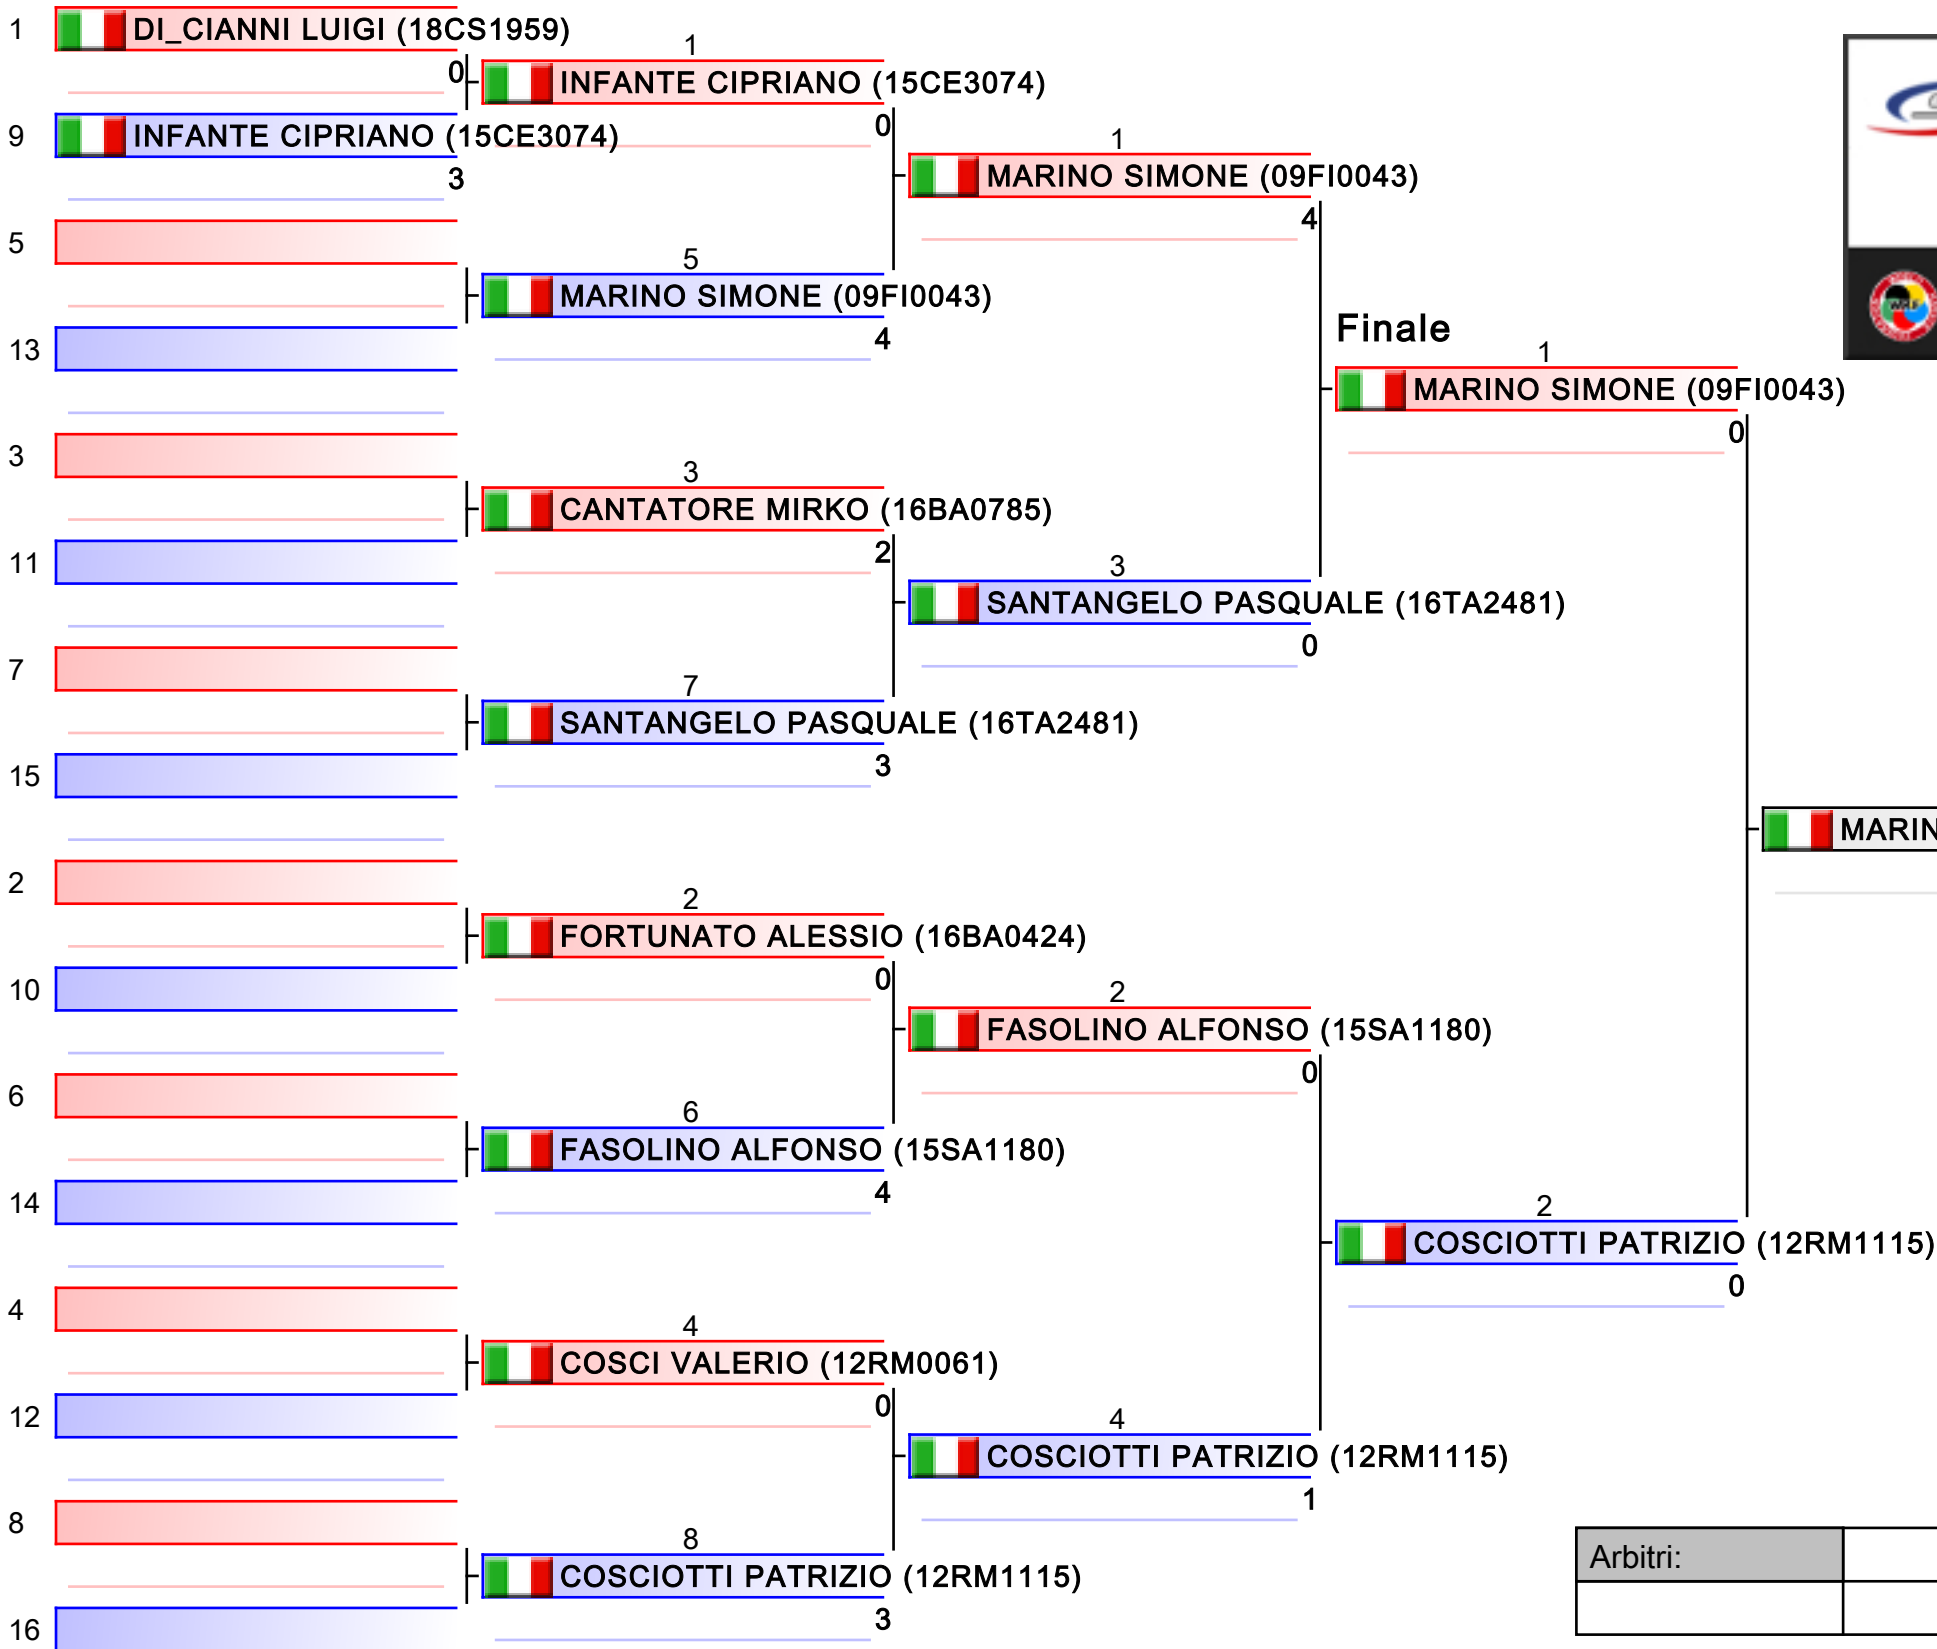 1 DI_CIANNI LUIGI (18CS1959)
0
9 INFANTE CIPRIANO (15CE3074)
3
5
13
3
11
7
15
2
10
6
14
4
12
8
16
1
INFANTE CIPRIANO (15CE3074)
0
5
MARINO SIMONE (09FI0043)
4
3
CANTATORE MIRKO (16BA0785)
2
7
SANTANGELO PASQUALE (16TA2481)
3
2
FORTUNATO ALESSIO (16BA0424)
0
6
FASOLINO ALFONSO (15SA1180)
4
4
COSCI VALERIO (12RM0061)
0
8
COSCIOTTI PATRIZIO (12RM1115)
3
1
MARINO SIMONE (09FI0043)
4
3
SANTANGELO PASQUALE (16TA2481)
0
2
FASOLINO ALFONSO (15SA1180)
0
4
COSCIOTTI PATRIZIO (12RM1115)
1
Finale
1
MARINO SIMONE (09FI0043)
0
2
COSCIOTTI PATRIZIO (12RM1115)
0
MARIN
Arbitri: